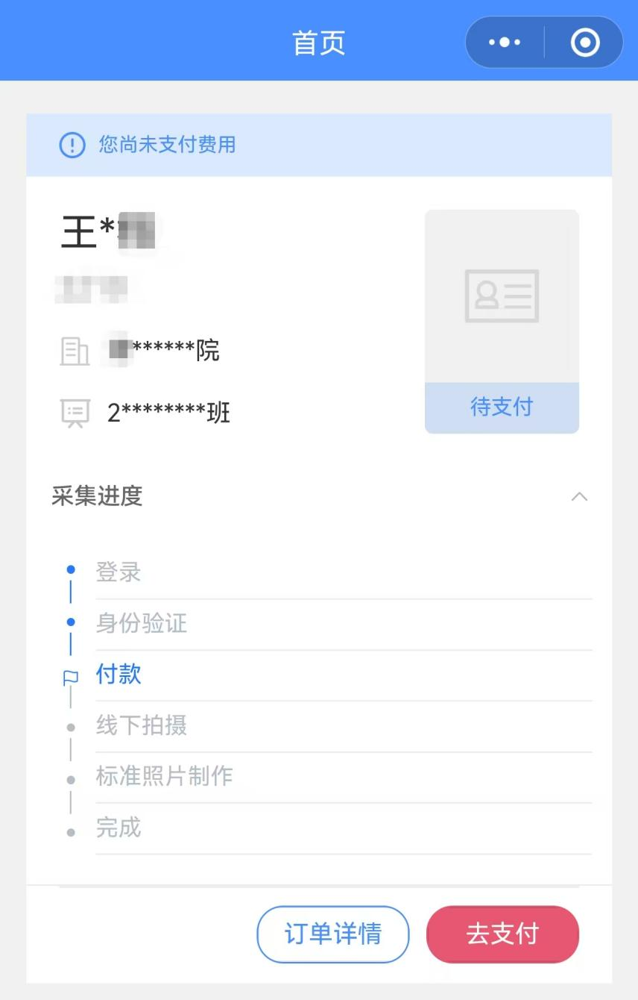 首页
您尚未支付费用
王*
******院
2********班
待支付
采集进度
登录
身份验证
付款
线下拍摄
标准照片制作
完成
订单详情
去支付